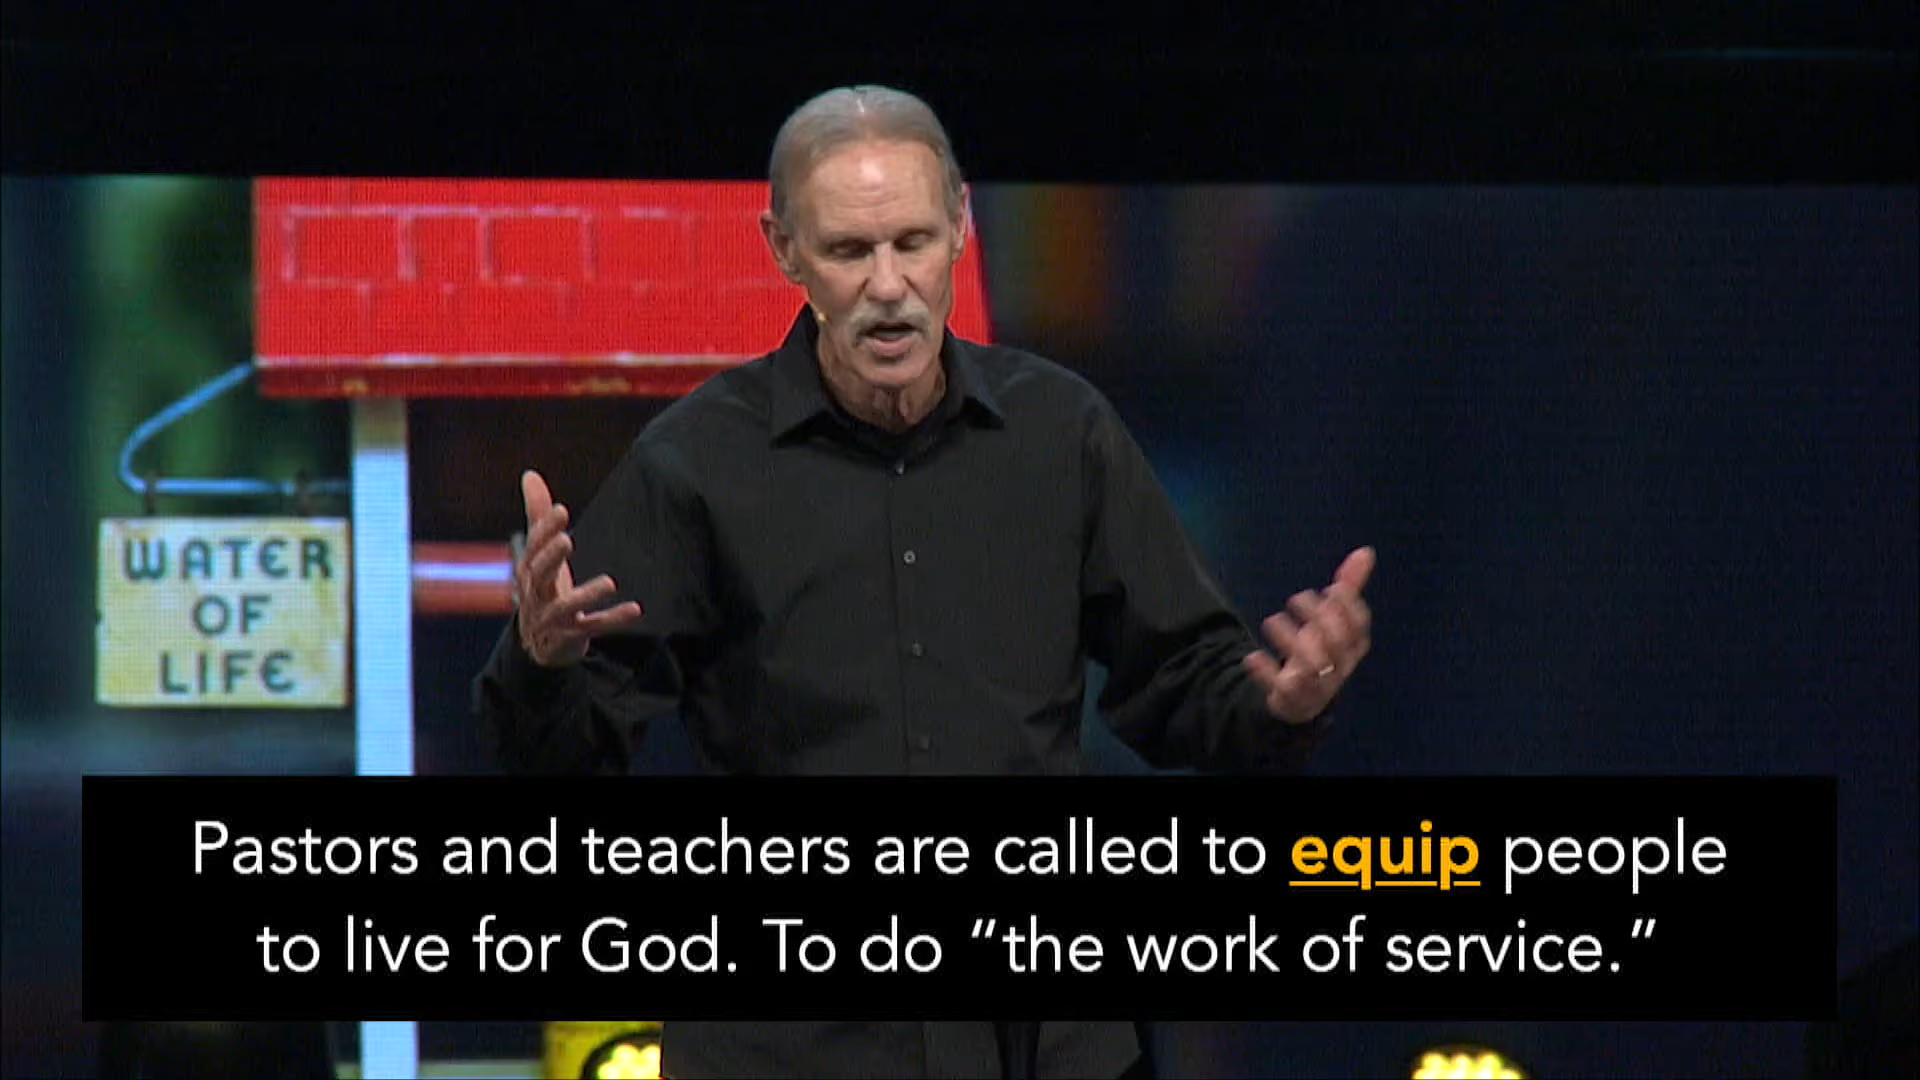 WATER
OF
LIFE
Pastors and teachers are called to equip people
to live for God. To do “the work of service.”